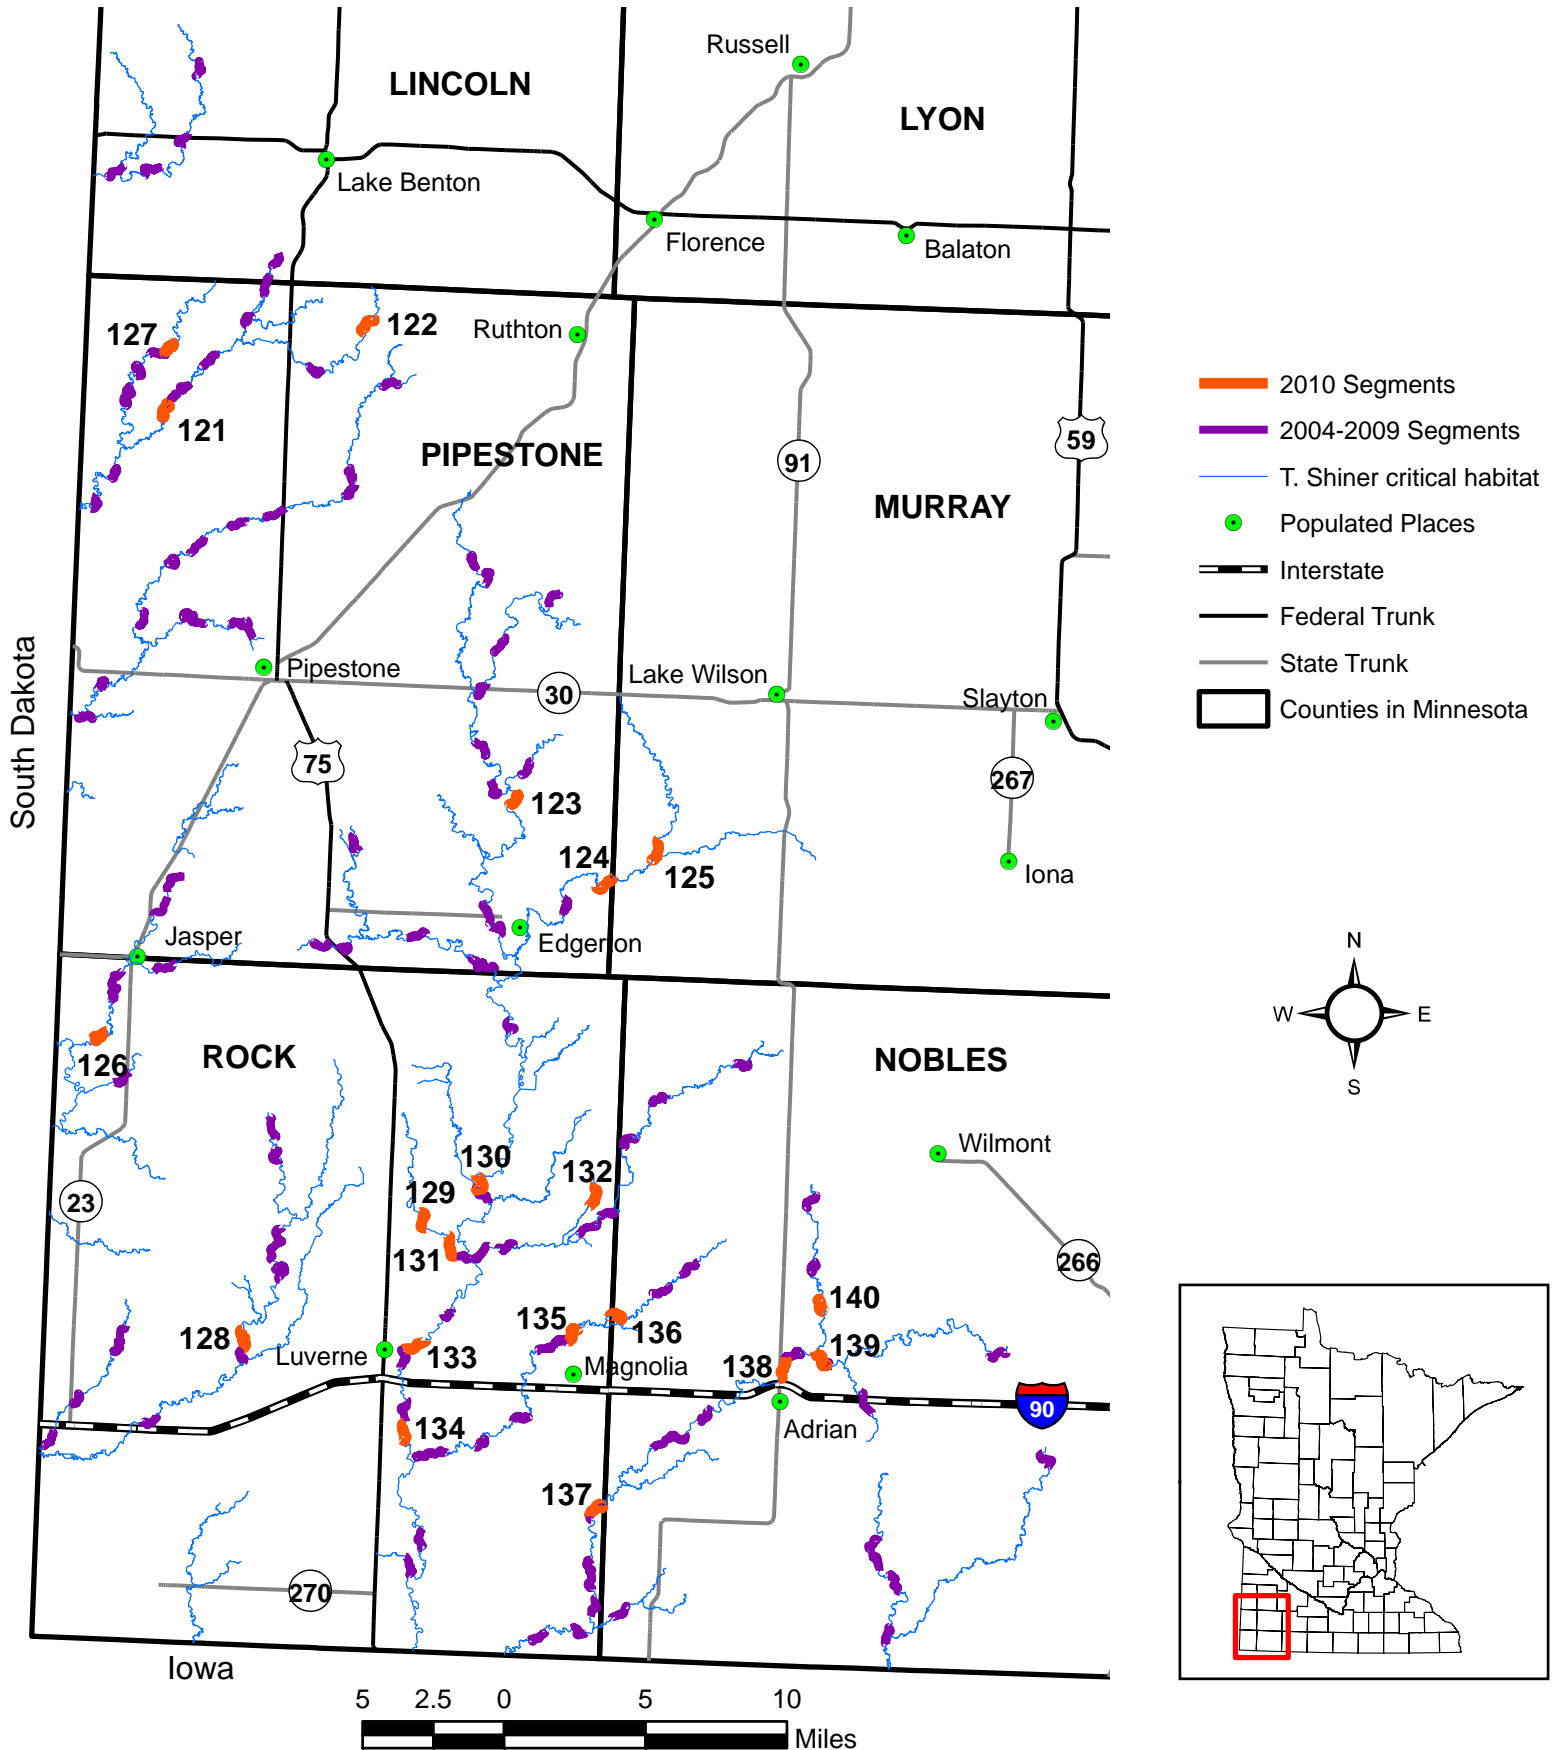 Russell
LINCOLN
LYON
Lake Benton
Florence
Balaton
127
122
Ruthton
121
PIPESTONE
59
91
MURRAY
2010 Segments
2004-2009 Segments
T. Shiner critical habitat
Populated Places
Interstate
Federal Trunk
State Trunk
Counties in Minnesota
South Dakota
Pipestone
Lake Wilson
30
Slayton
75
267
123
124
125
Iona
Jasper
Edgerton
N
W
E
S
126
ROCK
NOBLES
Wilmont
130
132
129
23
131
266
140
128
135
136
139
Luverne
133
Magnolia
138
90
134
Adrian
137
270
Iowa
5 2.5 0 5 10
Miles